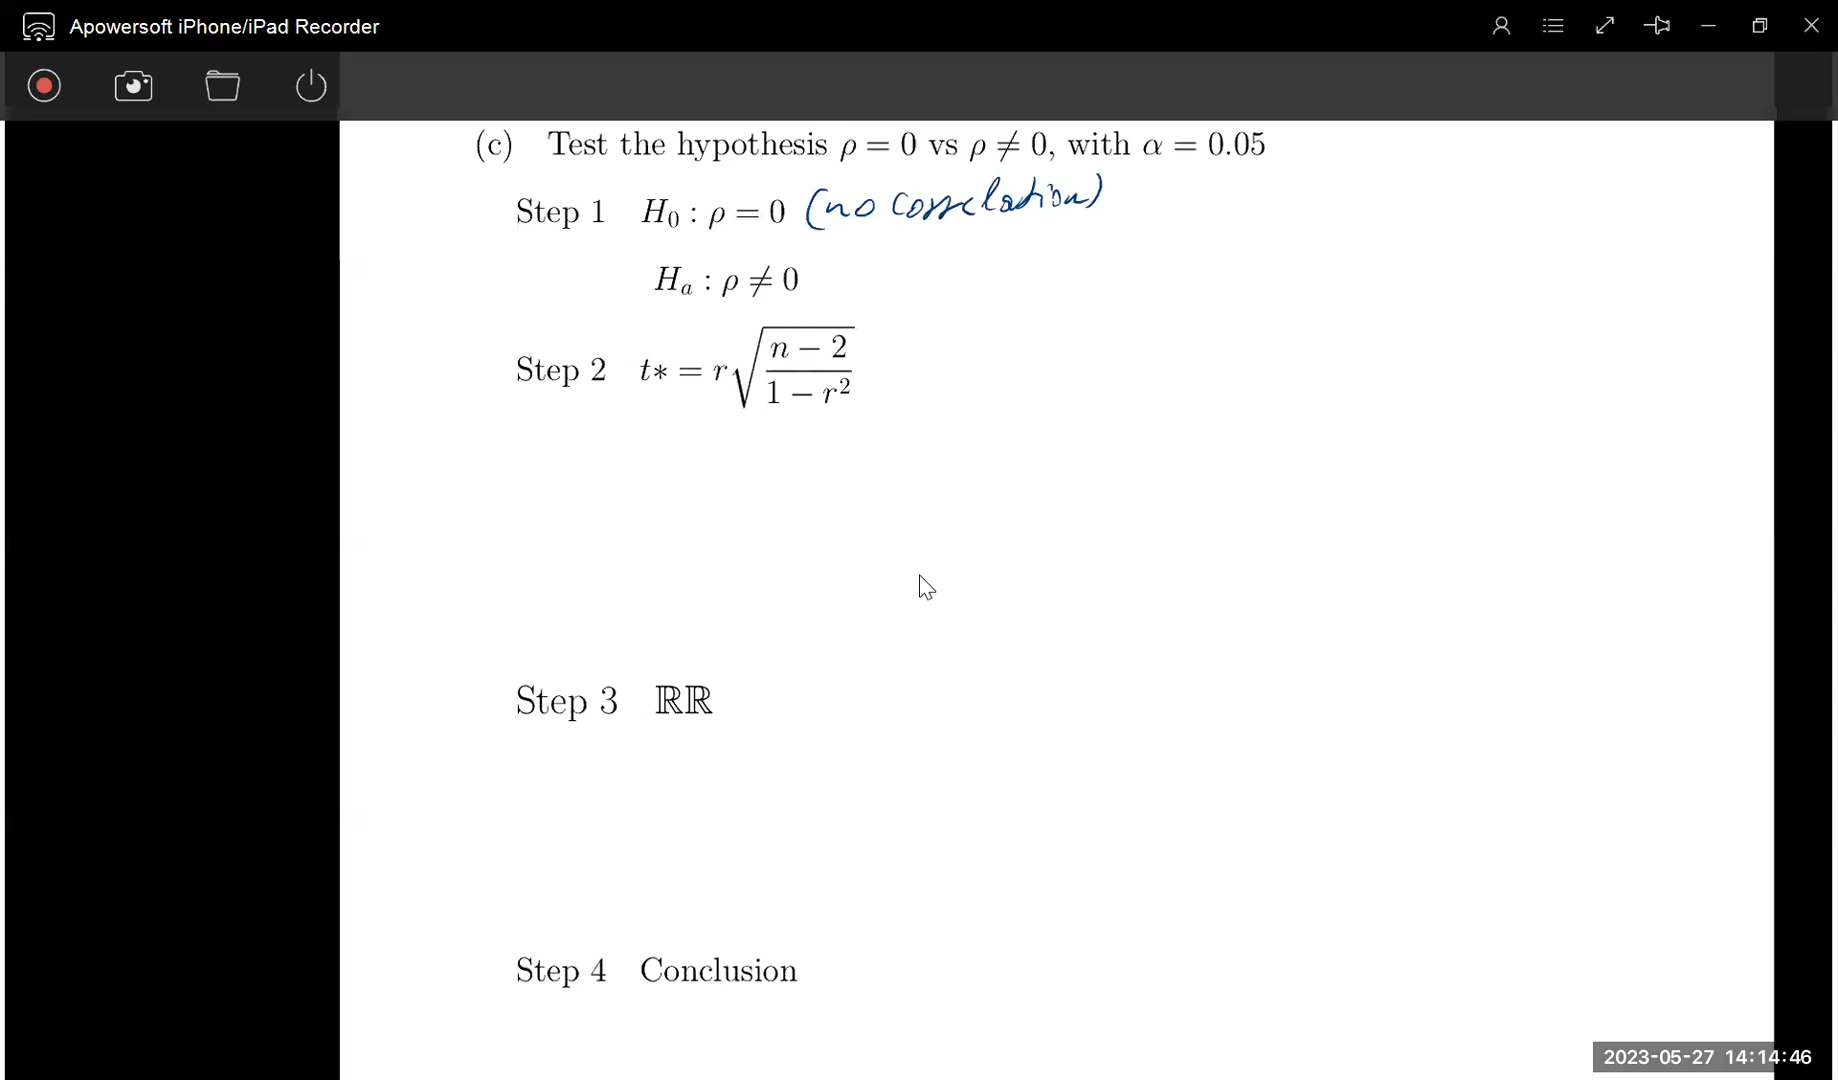 Apowersoft iPhone/iPad Recorder
(c) Test the hypothesis ρ = 0 vs ρ ≠ 0, with α = 0.05
Step 1 H₀ : ρ = 0 (no correlation)
Hₐ : ρ ≠ 0
Step 2 t* = r√((n − 2)/(1 − r²))
Step 3 ℝℝ
Step 4 Conclusion
2023-05-27 14:14:46